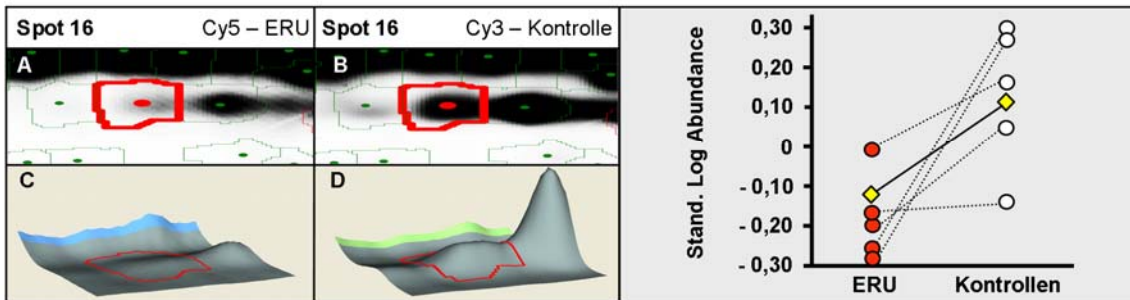 Spot 16 Cy5 – ERU
Spot 16 Cy3 – Kontrolle
A
B
C
D
Stand. Log Abundance
0,30
0,20
0,10
0
- 0,10
- 0,20
- 0,30
ERU Kontrollen